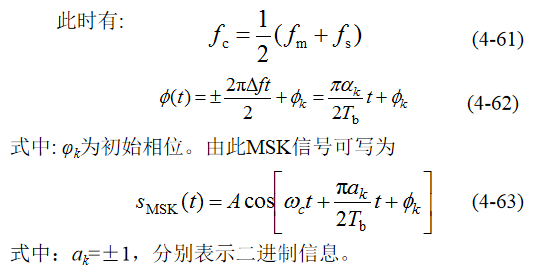 此时有:
f_c = 1/2 (f_m + f_s) (4-61)
ϕ(t) = ± 2πΔft/2 + ϕ_k = πα_k/2T_b t + ϕ_k (4-62)
式中: φ_k为初始相位。由此MSK信号可写为
s_MSK(t) = A cos[ω_c t + πa_k/2T_b t + ϕ_k] (4-63)
式中：a_k=±1，分别表示二进制信息。